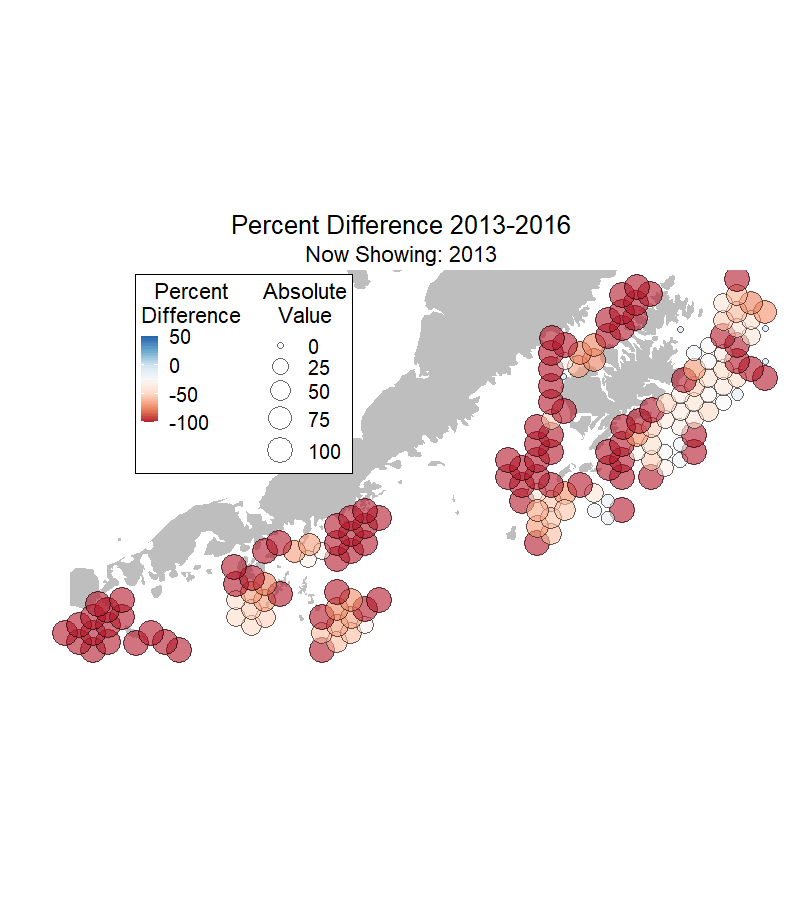 Percent Difference 2013-2016
Now Showing: 2013
Percent
Difference
50
0
-50
-100
Absolute
Value
0
25
50
75
100